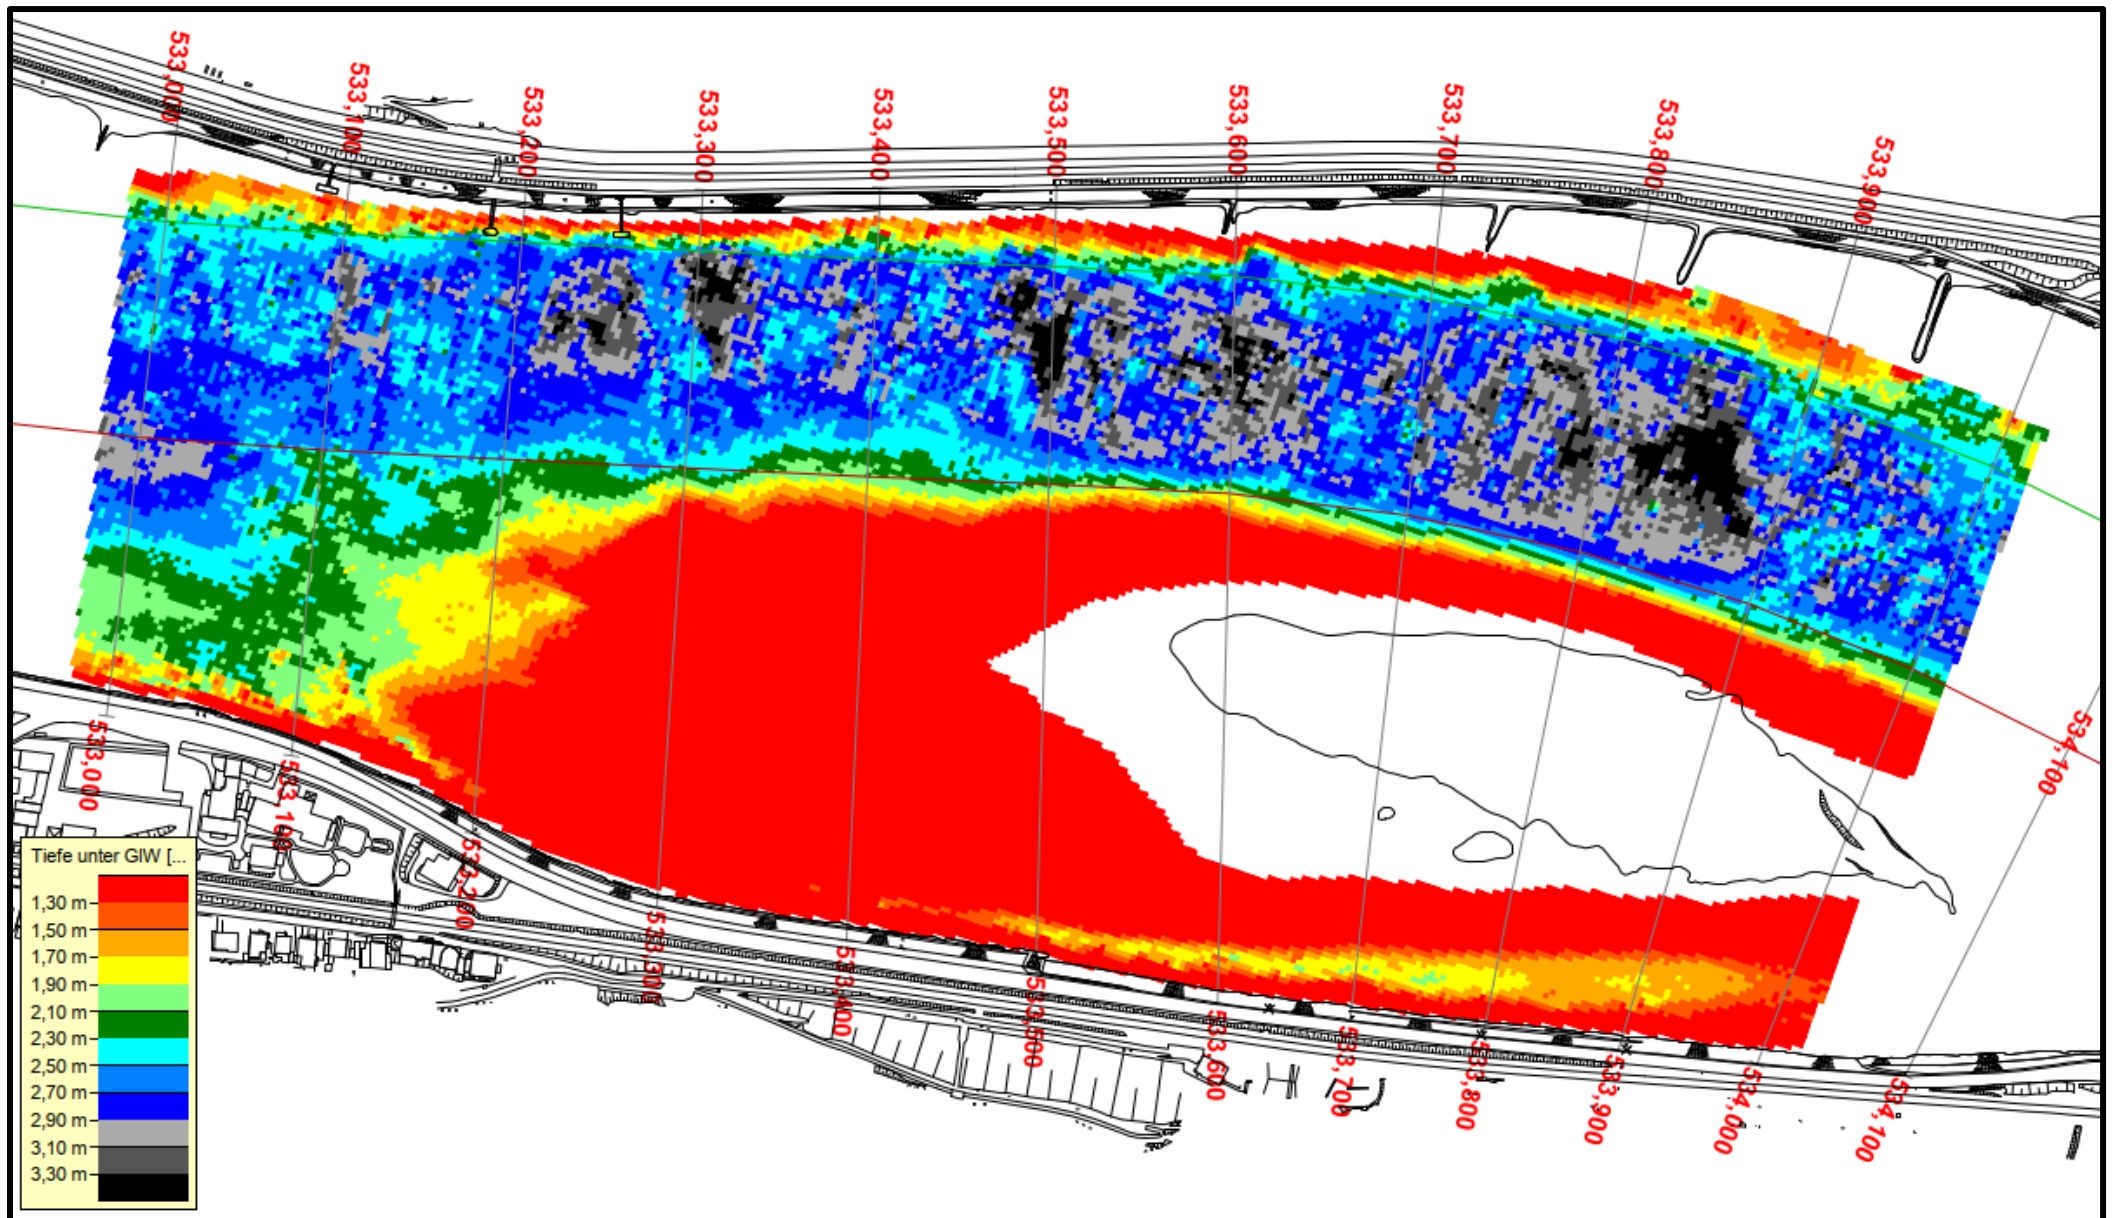 533,000
533,100
533,200
533,300
533,400
533,500
533,600
533,700
533,800
533,900
534,100
533,000
533,100
533,200
533,300
533,400
533,500
533,600
533,700
533,800
533,900
534,000
534,100
Tiefe unter GlW [...
1,30 m
1,50 m
1,70 m
1,90 m
2,10 m
2,30 m
2,50 m
2,70 m
2,90 m
3,10 m
3,30 m